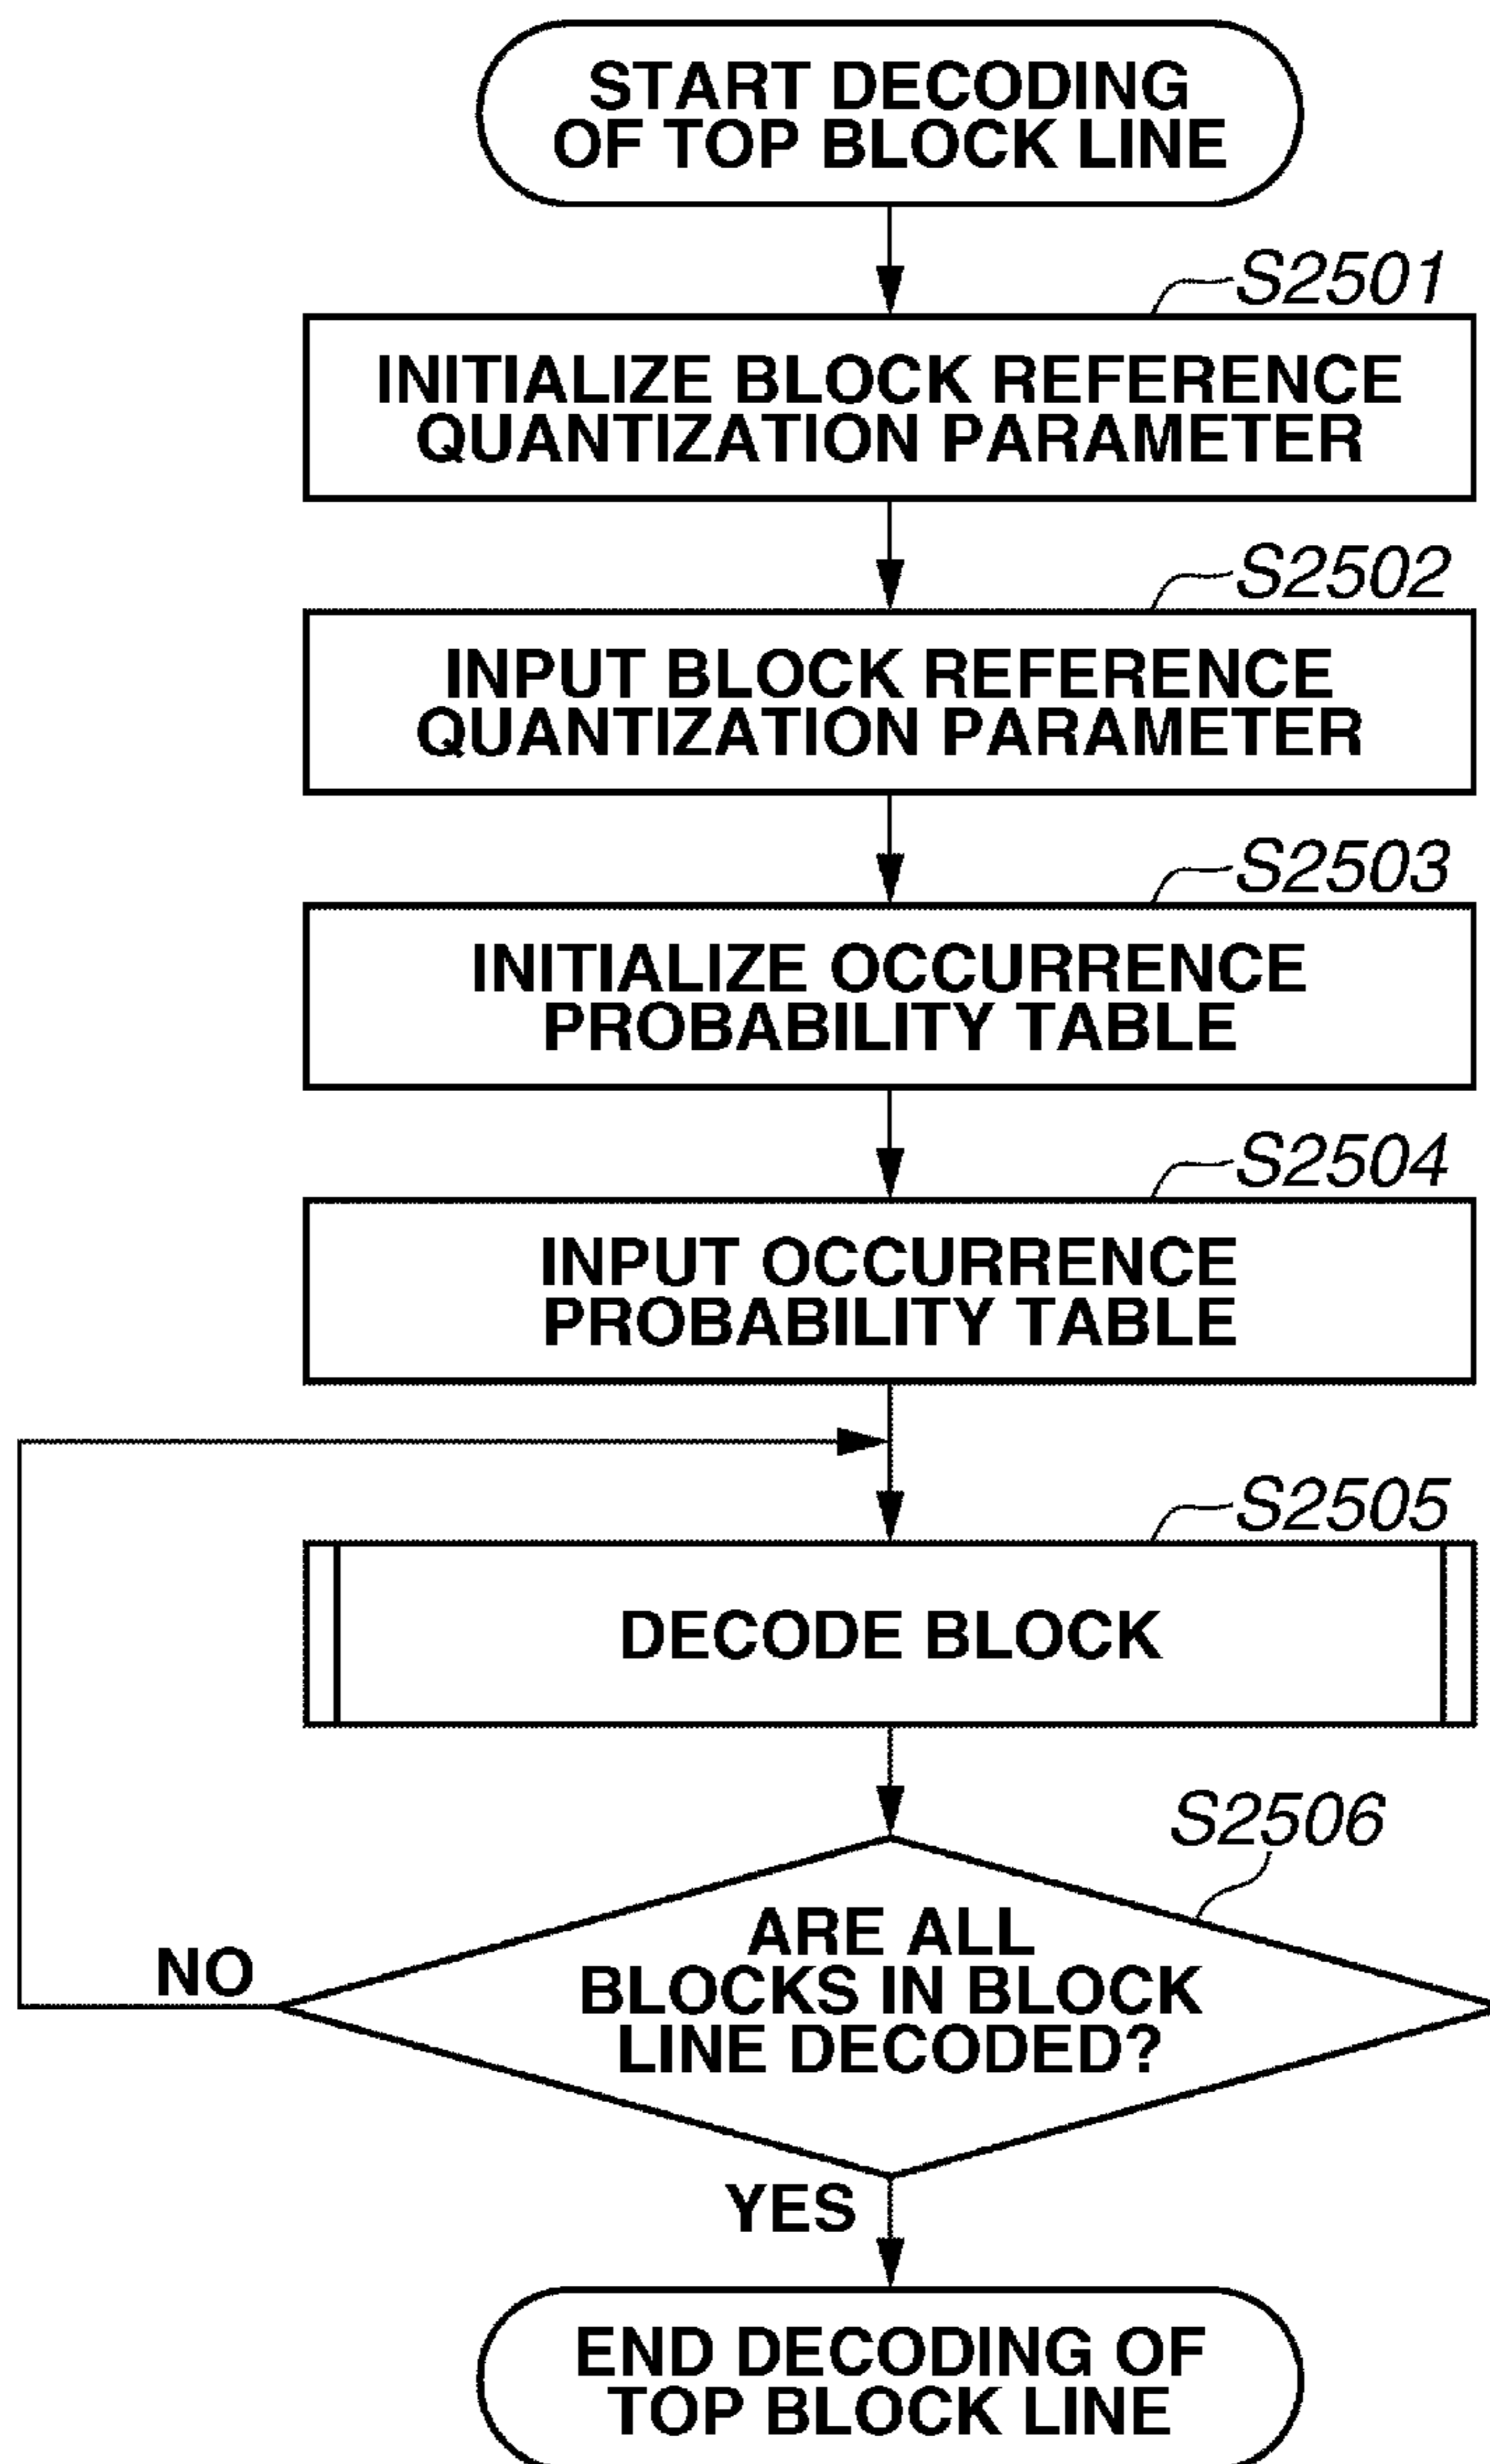 START DECODING
OF TOP BLOCK LINE
S2501
INITIALIZE BLOCK REFERENCE
QUANTIZATION PARAMETER
S2502
INPUT BLOCK REFERENCE
QUANTIZATION PARAMETER
S2503
INITIALIZE OCCURRENCE
PROBABILITY TABLE
S2504
INPUT OCCURRENCE
PROBABILITY TABLE
S2505
DECODE BLOCK
S2506
ARE ALL
BLOCKS IN BLOCK
LINE DECODED?
NO
YES
END DECODING OF
TOP BLOCK LINE